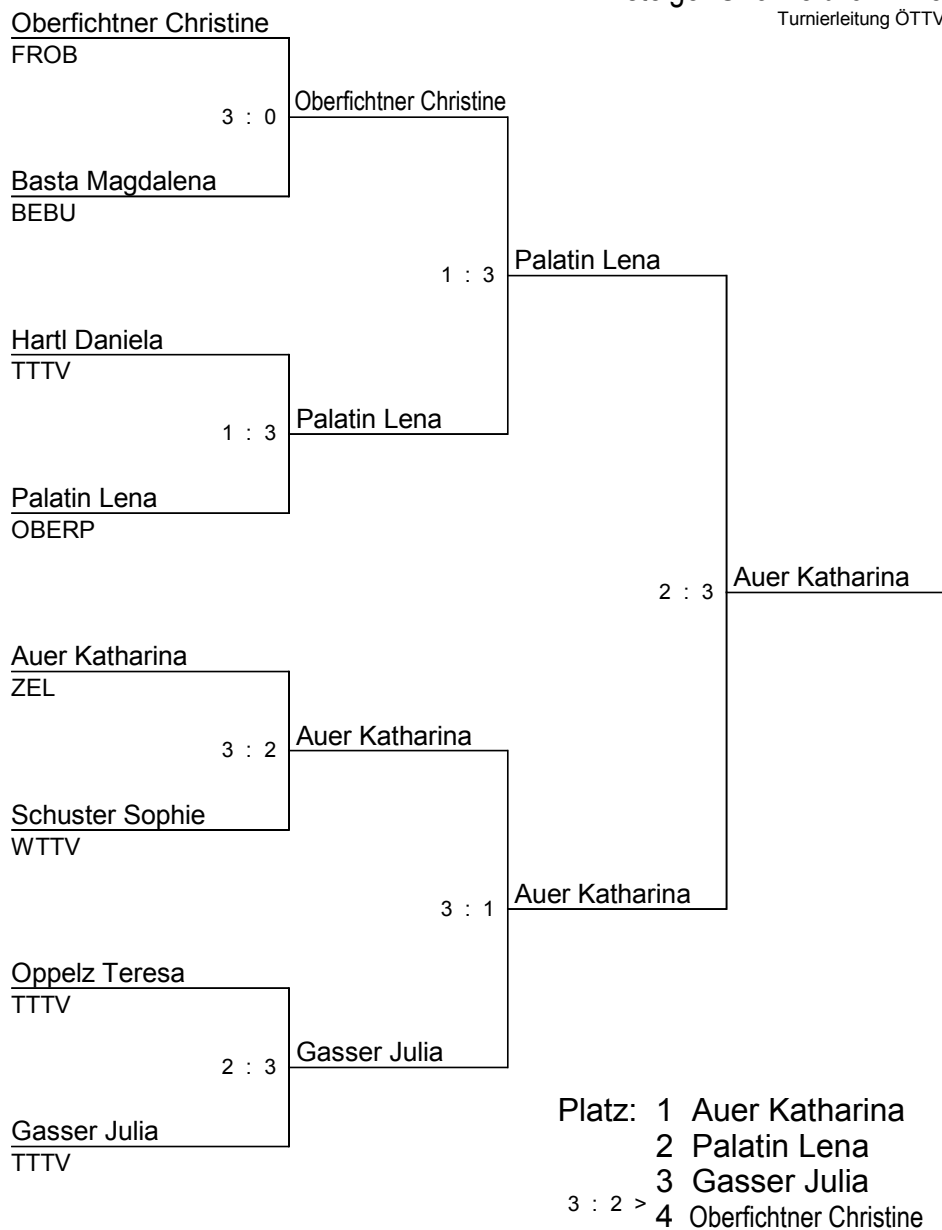 Turnierleitung ÖTTV
Oberfichtner Christine
FROB
3 : 0
Oberfichtner Christine
Basta Magdalena
BEBU
1 : 3
Palatin Lena
Hartl Daniela
TTTV
1 : 3
Palatin Lena
Palatin Lena
OBERP
2 : 3
Auer Katharina
Auer Katharina
ZEL
3 : 2
Auer Katharina
Schuster Sophie
WTTV
3 : 1
Auer Katharina
Oppelz Teresa
TTTV
2 : 3
Gasser Julia
Gasser Julia
TTTV
Platz: 1 Auer Katharina
2 Palatin Lena
3 Gasser Julia
3 : 2 >
4 Oberfichtner Christine